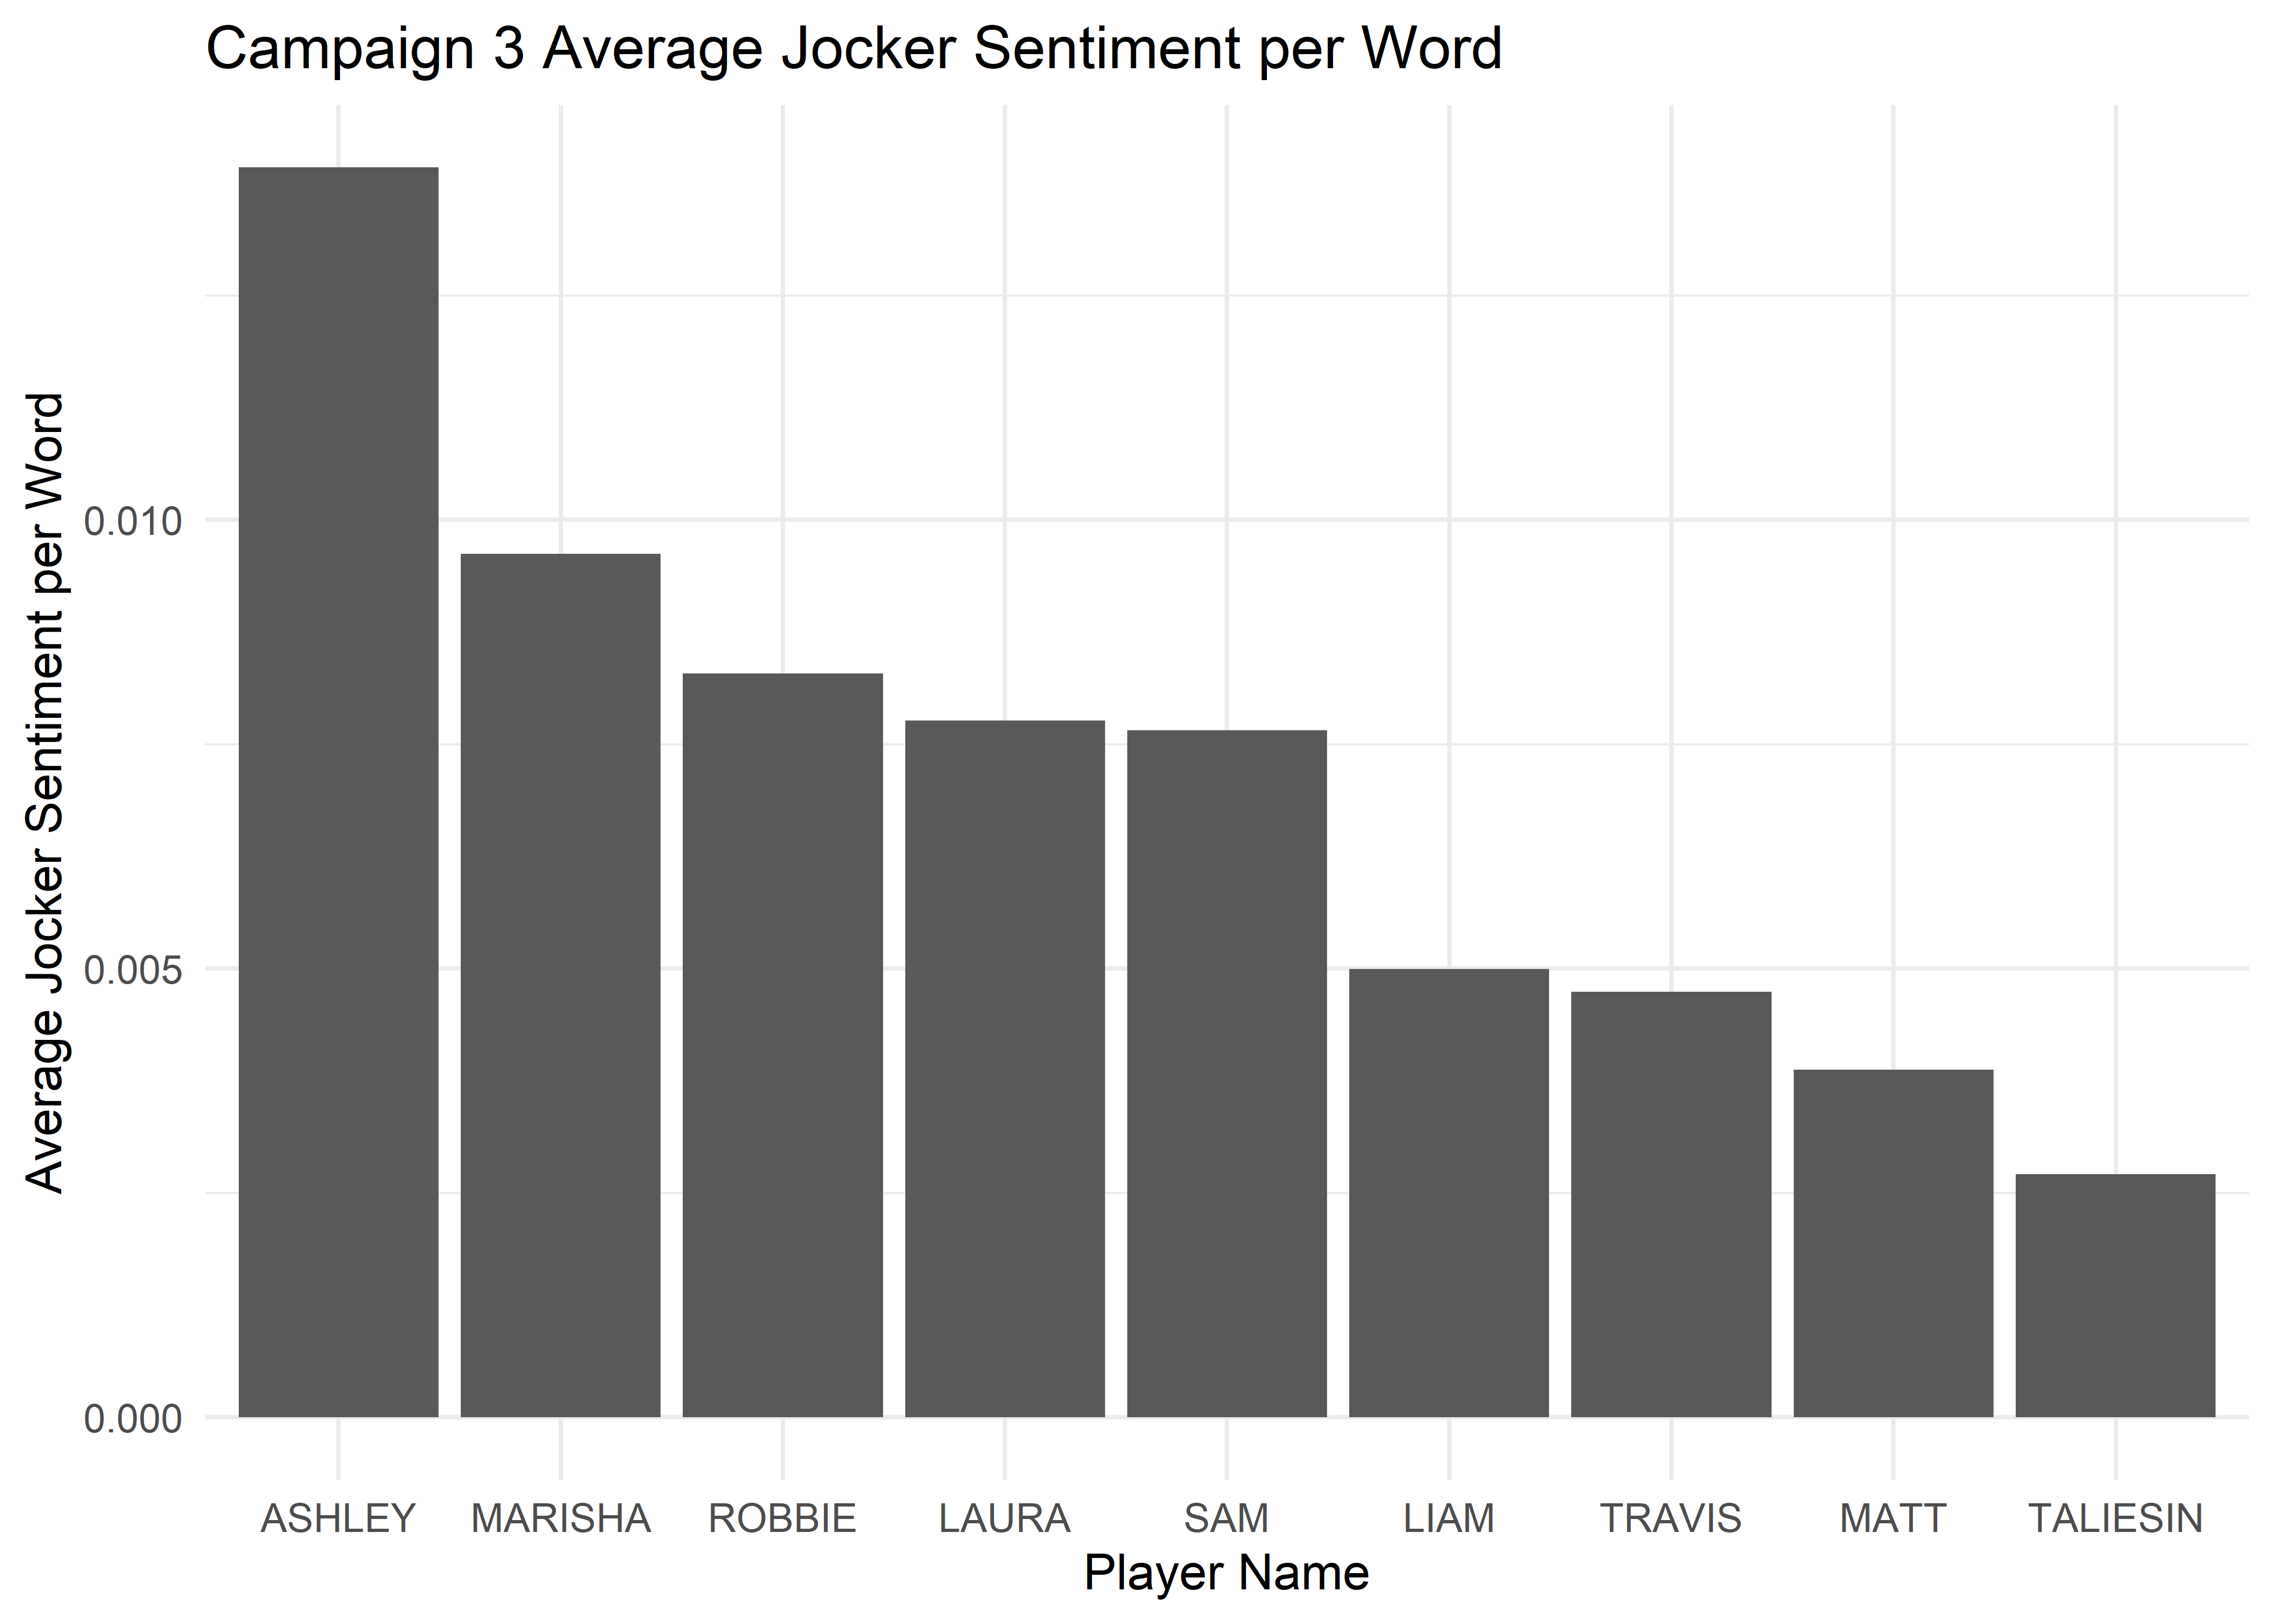 Campaign 3 Average Jocker Sentiment per Word
Average Jocker Sentiment per Word
0.010
0.005
0.000
ASHLEY MARISHA ROBBIE LAURA SAM LIAM TRAVIS MATT TALIESIN
Player Name